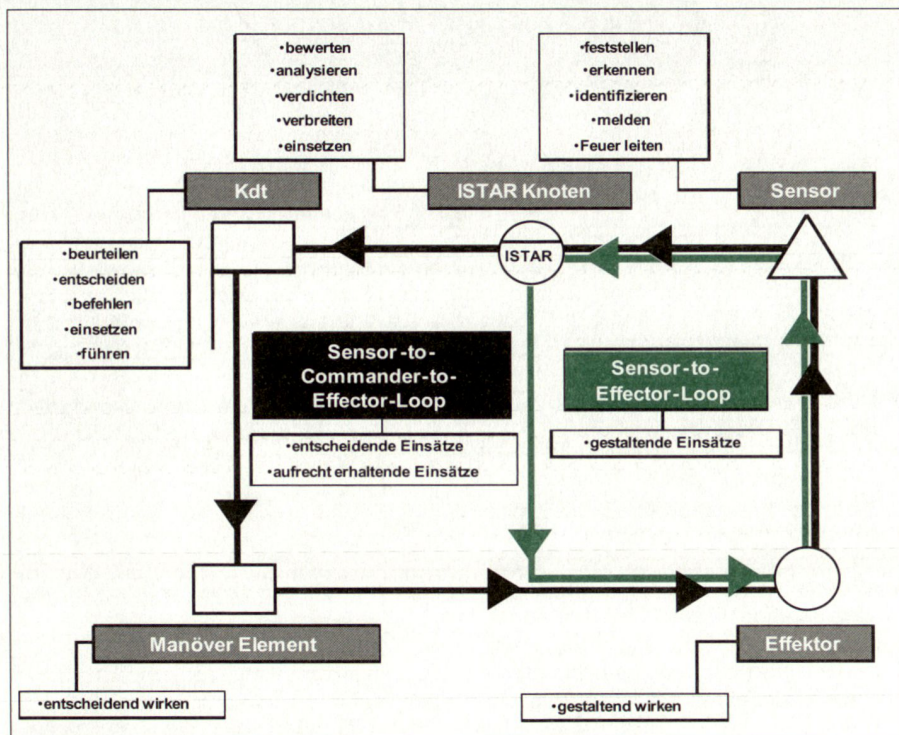 •bewerten
•analysieren
•verdichten
•verbreiten
•einsetzen
•feststellen
•erkennen
•identifizieren
•melden
•Feuer leiten
Kdt
ISTAR Knoten
Sensor
•beurteilen
•entscheiden
•befehlen
•einsetzen
•führen
ISTAR
Sensor-to-
Commander-to-
Effector-Loop
•entscheidende Einsätze
•aufrecht erhaltende Einsätze
Sensor-to-
Effector-Loop
•gestaltende Einsätze
Manöver Element
Effektor
•entscheidend wirken
•gestaltend wirken